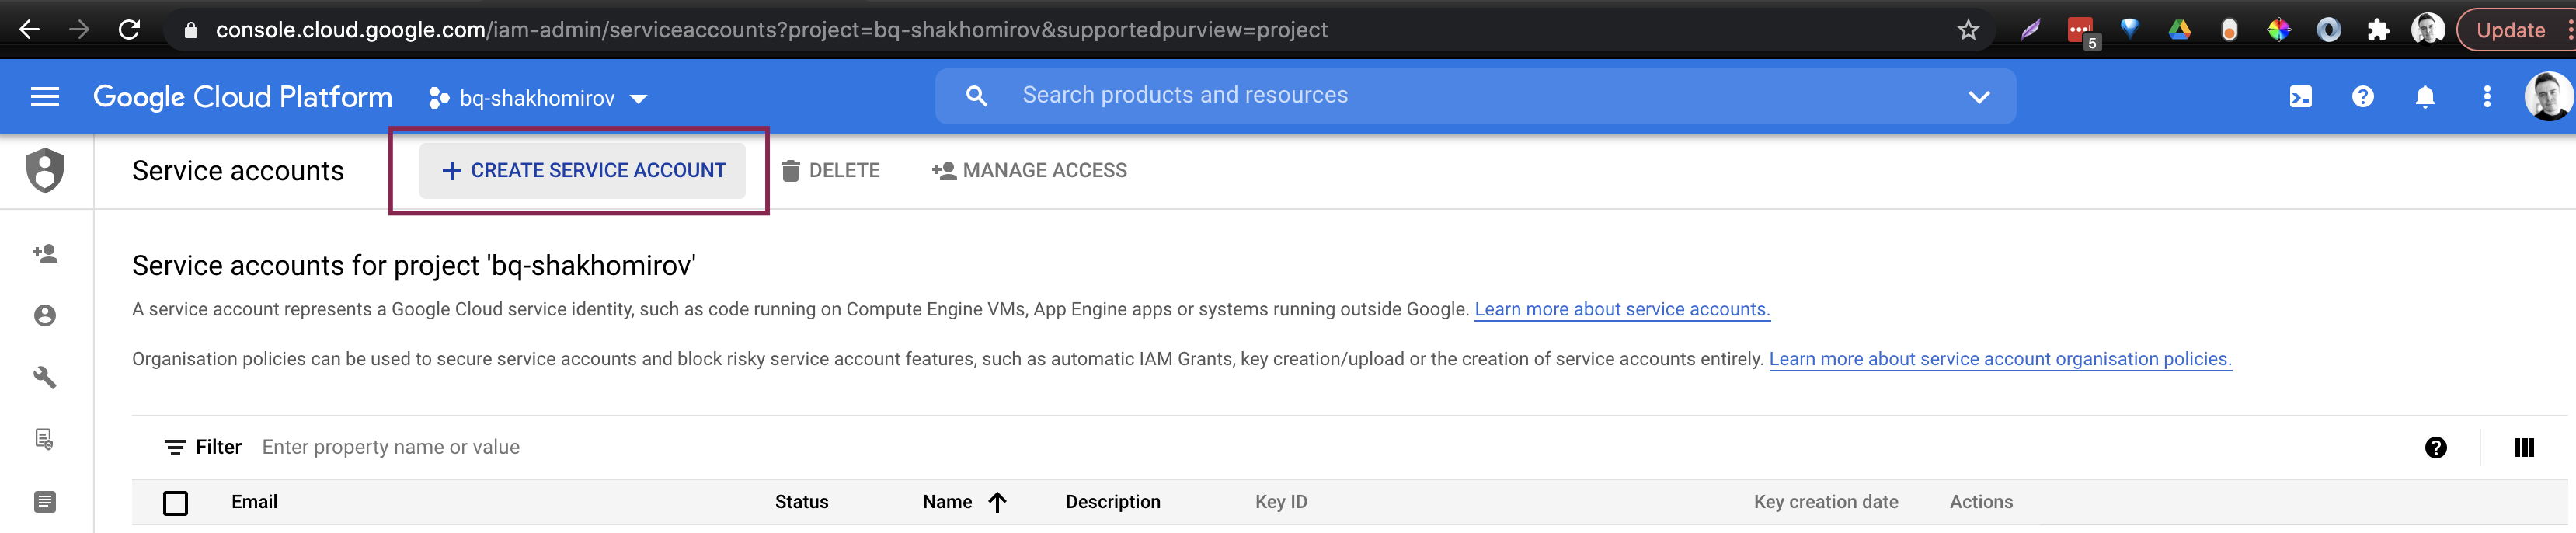 console.cloud.google.com/iam-admin/serviceaccounts?project=bq-shakhomirov&supportedpurview=project
5
Update
Google Cloud Platform
bq-shakhomirov
Search products and resources
Service accounts
+ CREATE SERVICE ACCOUNT
DELETE
MANAGE ACCESS
Service accounts for project 'bq-shakhomirov'
A service account represents a Google Cloud service identity, such as code running on Compute Engine VMs, App Engine apps or systems running outside Google. Learn more about service accounts.
Organisation policies can be used to secure service accounts and block risky service account features, such as automatic IAM Grants, key creation/upload or the creation of service accounts entirely. Learn more about service account organisation policies.
Filter Enter property name or value
Email Status Name Description Key ID Key creation date Actions